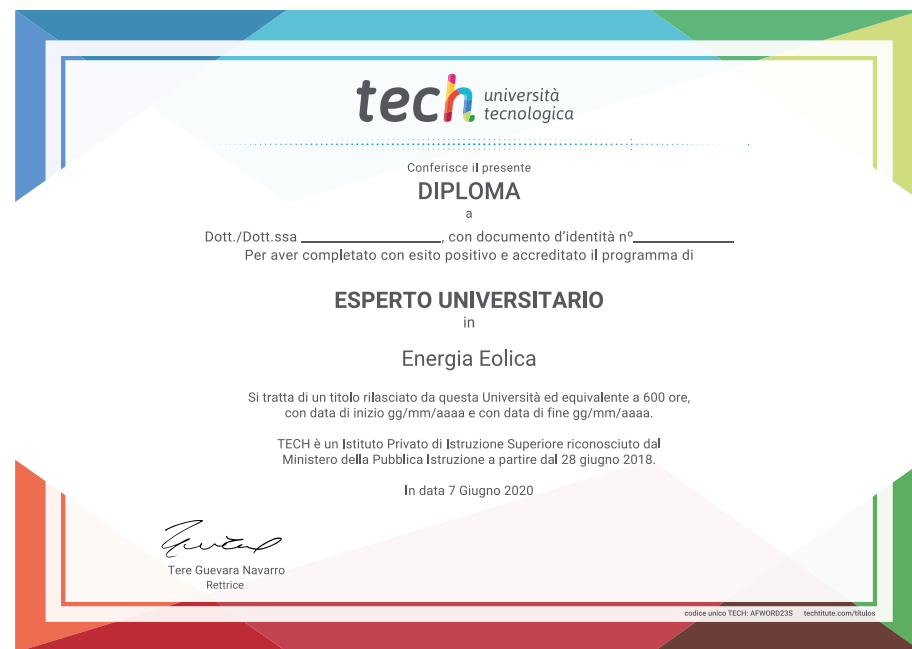 tech università
tecnologica
Conferisce il presente
DIPLOMA
a
Dott./Dott.ssa ____________________, con documento d'identità nº______________
Per aver completato con esito positivo e accreditato il programma di
ESPERTO UNIVERSITARIO
in
Energia Eolica
Si tratta di un titolo rilasciato da questa Università ed equivalente a 600 ore,
con data di inizio gg/mm/aaaa e con data di fine gg/mm/aaaa.
TECH è un Istituto Privato di Istruzione Superiore riconosciuto dal
Ministero della Pubblica Istruzione a partire dal 28 giugno 2018.
In data 7 Giugno 2020
Tere Guevara Navarro
Rettrice
codice unico TECH: AFWORD23S techtitute.com/títulos